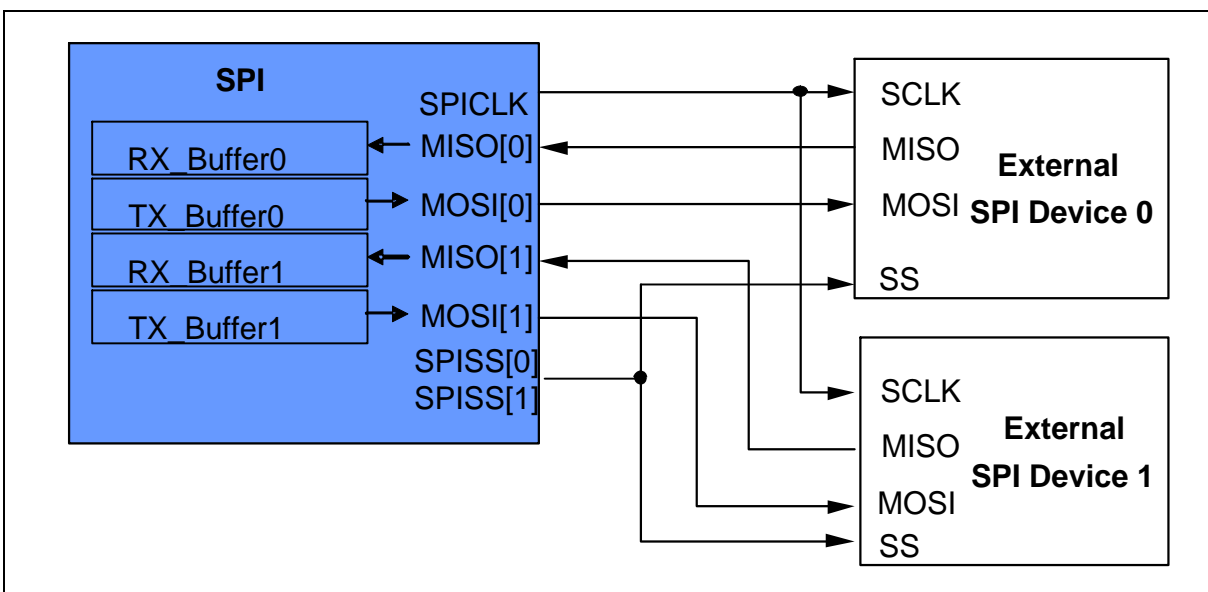 SPI
SPICLK
RX_Buffer0
MISO[0]
TX_Buffer0
MOSI[0]
RX_Buffer1
MISO[1]
TX_Buffer1
MOSI[1]
SPISS[0]
SPISS[1]
SCLK
MISO
MOSI
SS
External
SPI Device 0
SCLK
MISO
MOSI
SS
External
SPI Device 1